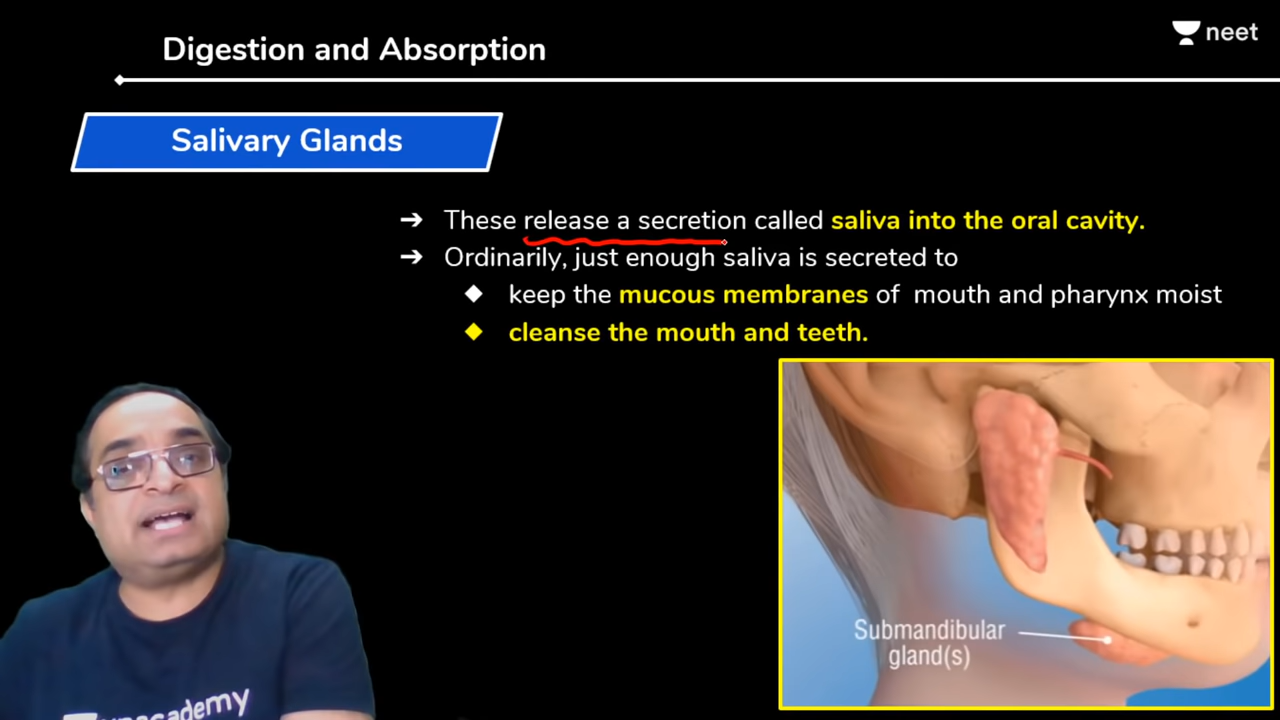 neet
Digestion and Absorption
Salivary Glands
➔ These release a secretion called saliva into the oral cavity.
➔ Ordinarily, just enough saliva is secreted to
◆ keep the mucous membranes of mouth and pharynx moist
◆ cleanse the mouth and teeth.
Submandibular
gland(s)